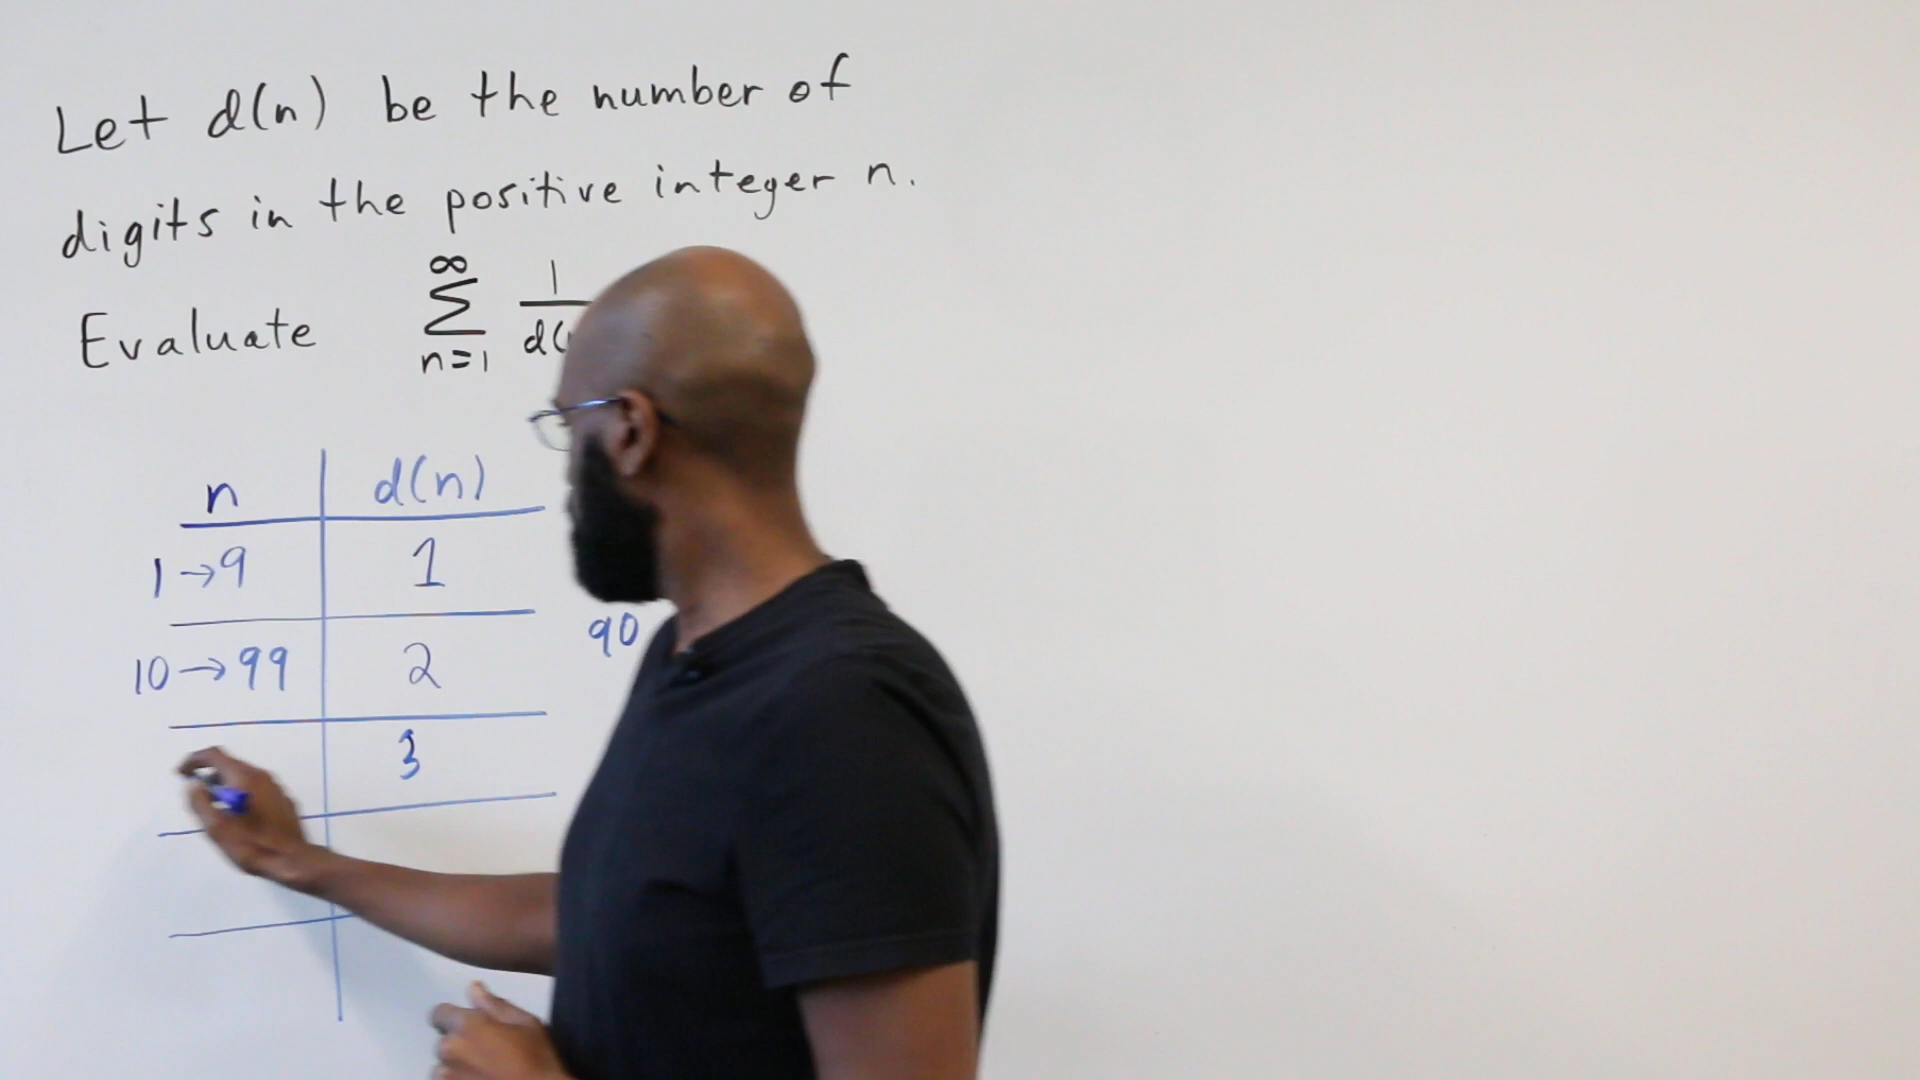 Let d(n) be the number of
digits in the positive integer n.
Evaluate ∞ Σ n=1 1 d(
n d(n)
1→9 1
90
10→99 2
3